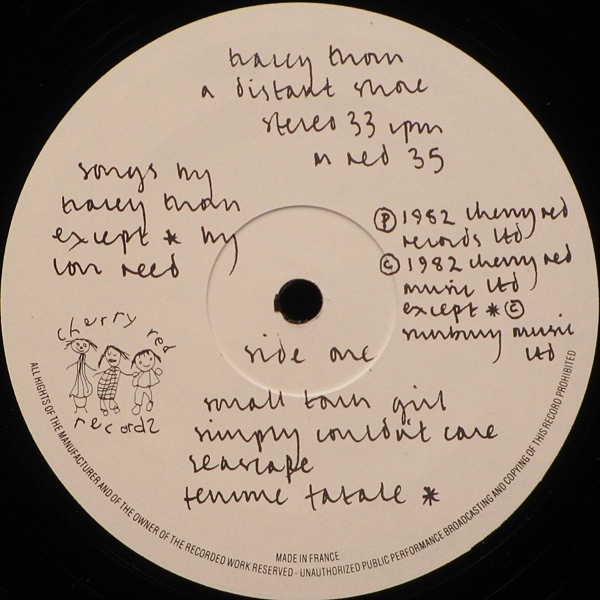 tracey thorn
a distant shore
stereo 33 rpm
m red 35
songs by
tracey thorn
except * by
lou reed
℗ 1982 cherry red
records ltd
© 1982 cherry red
music ltd
except * ©
sunbury music
ltd
cherry red
records
side one
small town girl
simply couldn't care
seascape
femme fatale *
MADE IN FRANCE
ALL RIGHTS OF THE MANUFACTURER AND OF THE OWNER OF THE RECORDED WORK RESERVED - UNAUTHORIZED PUBLIC PERFORMANCE BROADCASTING AND COPYING OF THIS RECORD PROHIBITED